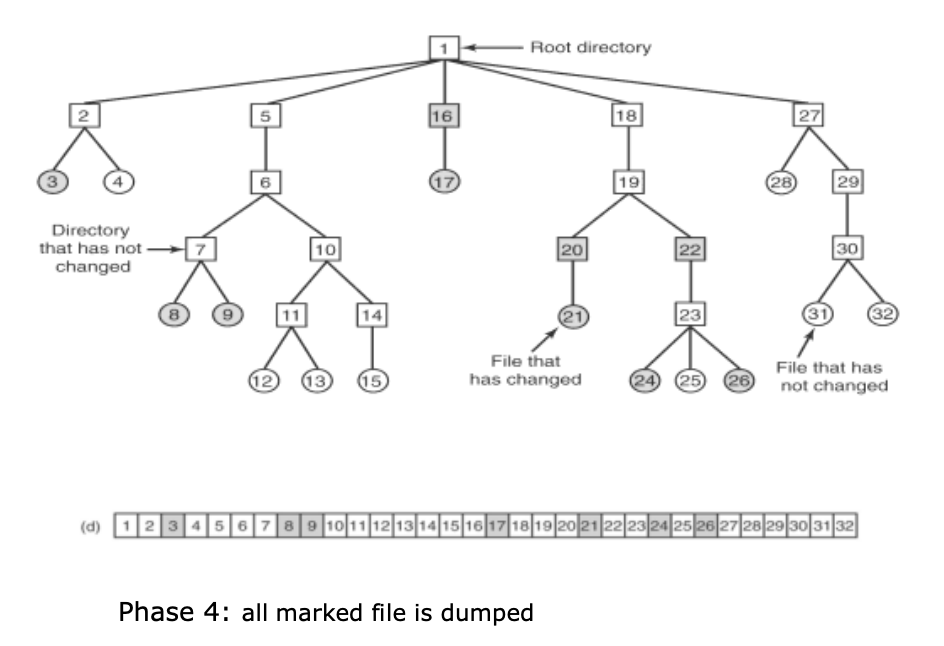 1 Root directory
2 5 16 18 27
3 4 6 17 19 28 29
Directory
that has not
changed
7 10 20 22 30
8 9 11 14 21 23 31 32
File that
has changed
File that has
not changed
12 13 15 24 25 26
(d) 1 2 3 4 5 6 7 8 9 10 11 12 13 14 15 16 17 18 19 20 21 22 23 24 25 26 27 28 29 30 31 32
Phase 4: all marked file is dumped